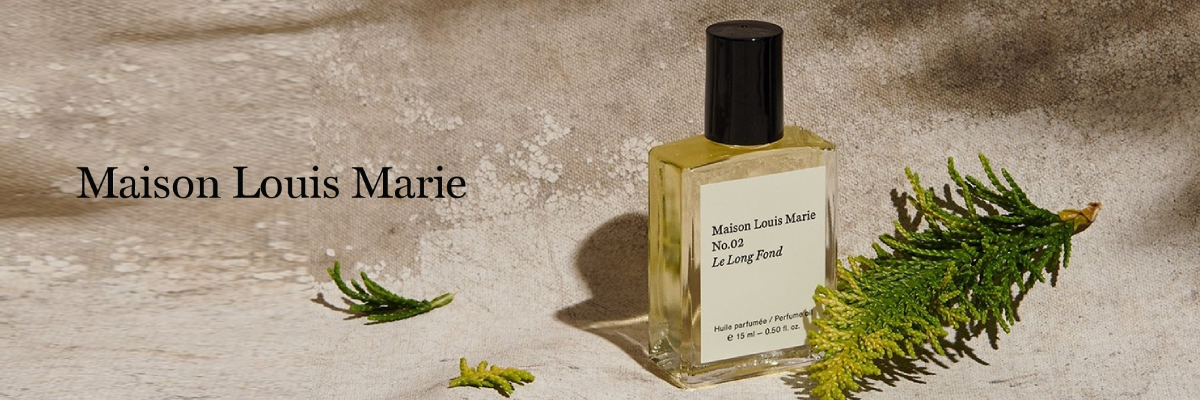 Maison Louis Marie
Maison Louis Marie
No.02
Le Long Fond
Huile parfumée / Perfume oil
℮ 15 ml — 0.50 fl. oz.